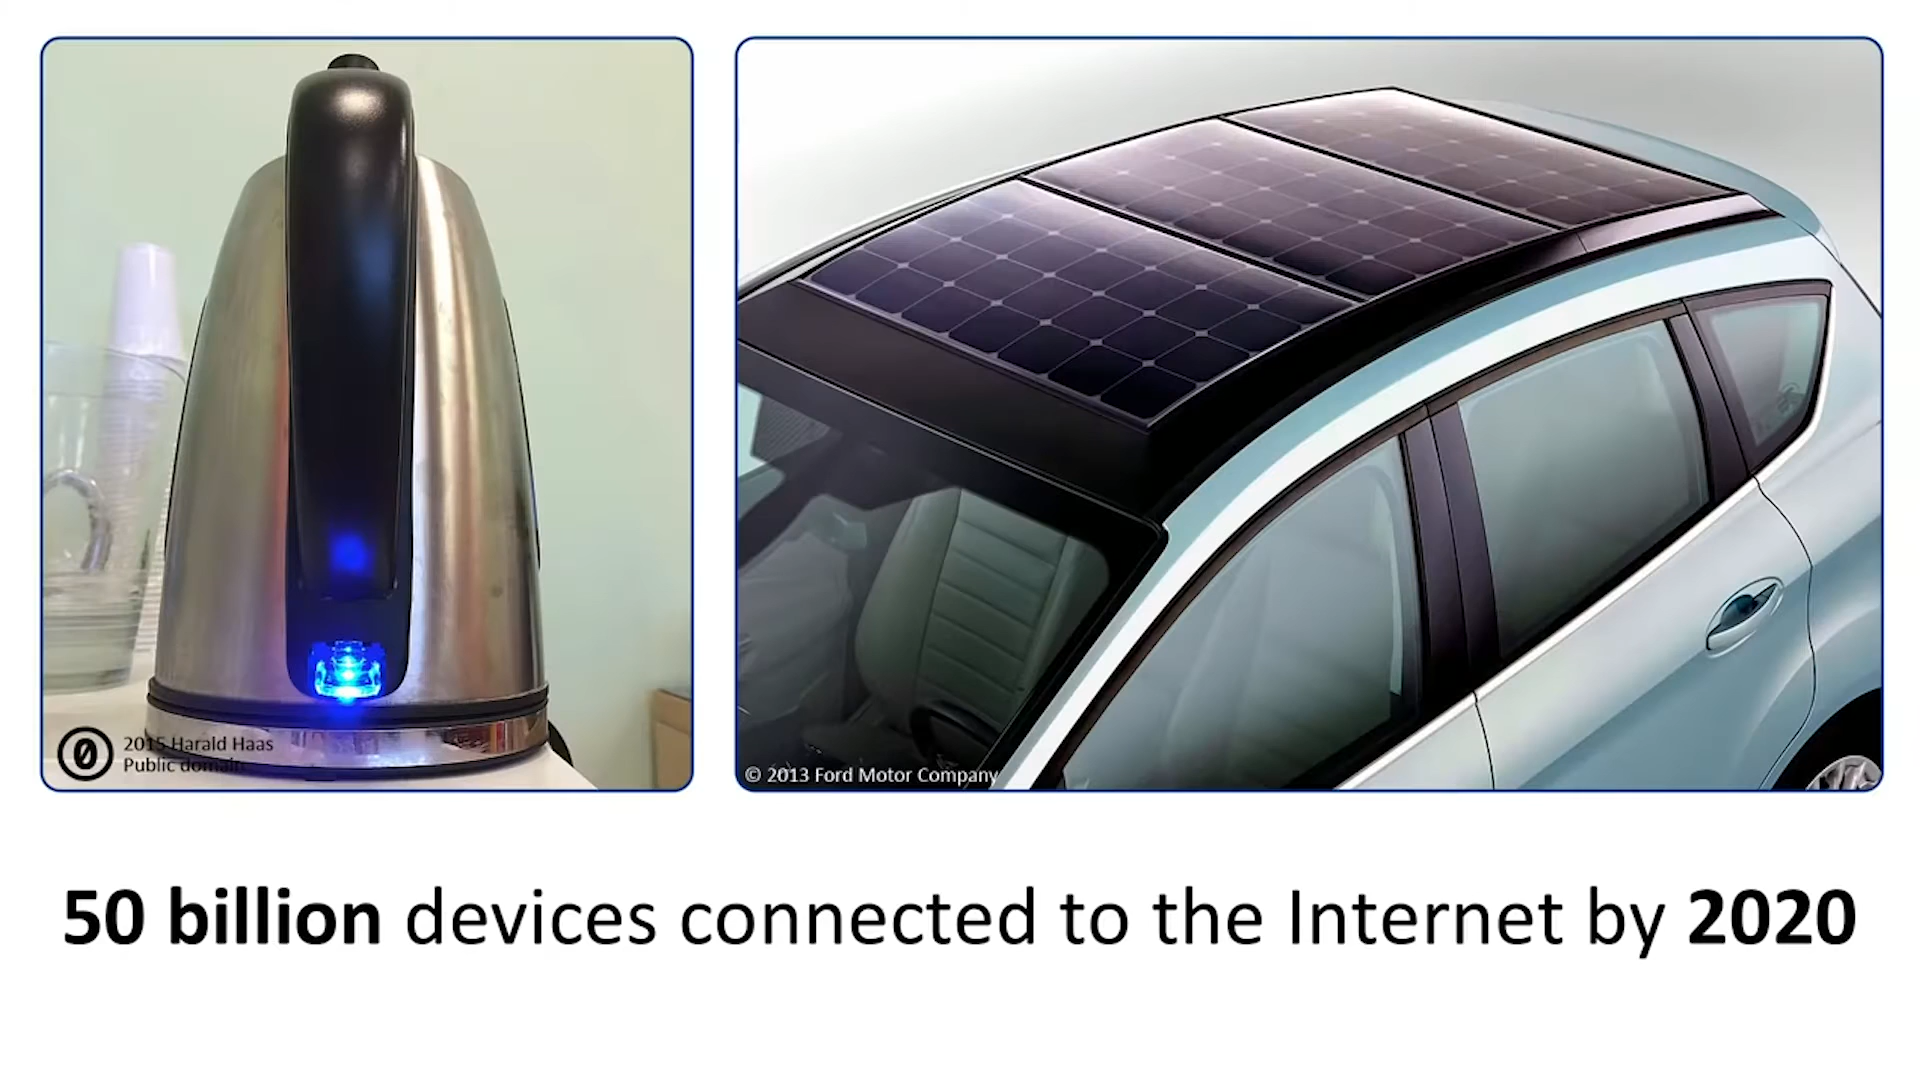 2015 Harald Haas
Public domain
© 2013 Ford Motor Company
50 billion devices connected to the Internet by 2020